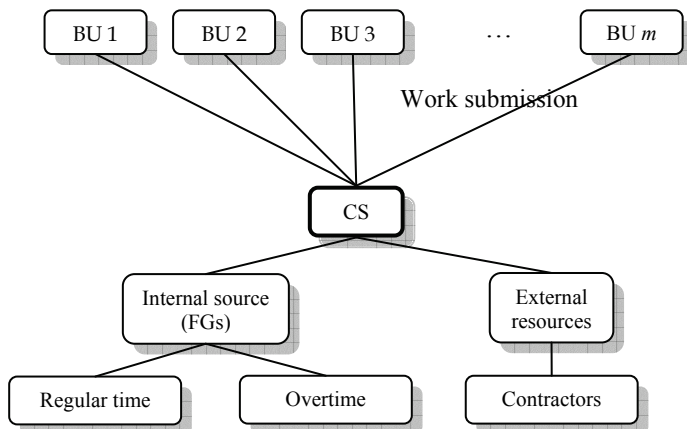 BU 1
BU 2
BU 3
…
BU m
Work submission
CS
Internal source
(FGs)
External
resources
Regular time
Overtime
Contractors